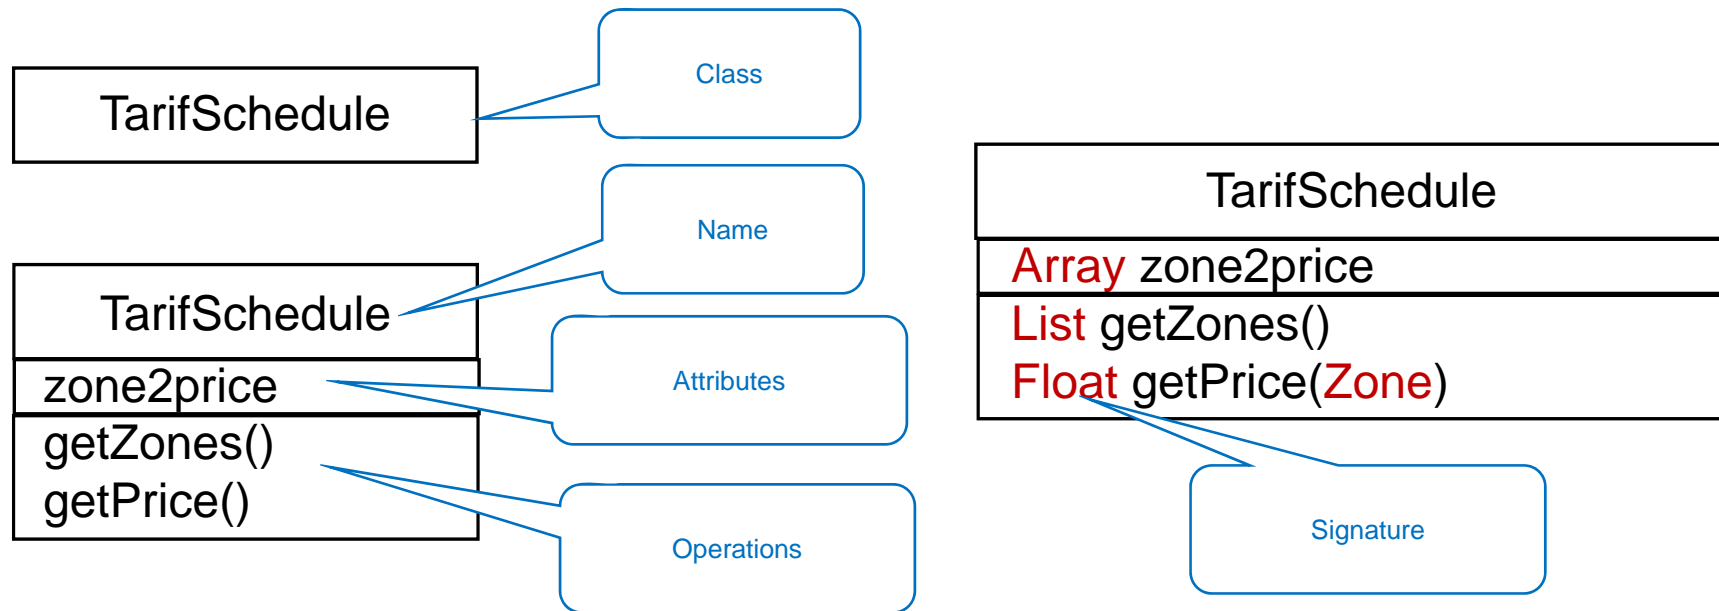 Class
TarifSchedule
Name
TarifSchedule
zone2price
Attributes
getZones()
getPrice()
Operations
TarifSchedule
Array zone2price
List getZones()
Float getPrice(Zone)
Signature